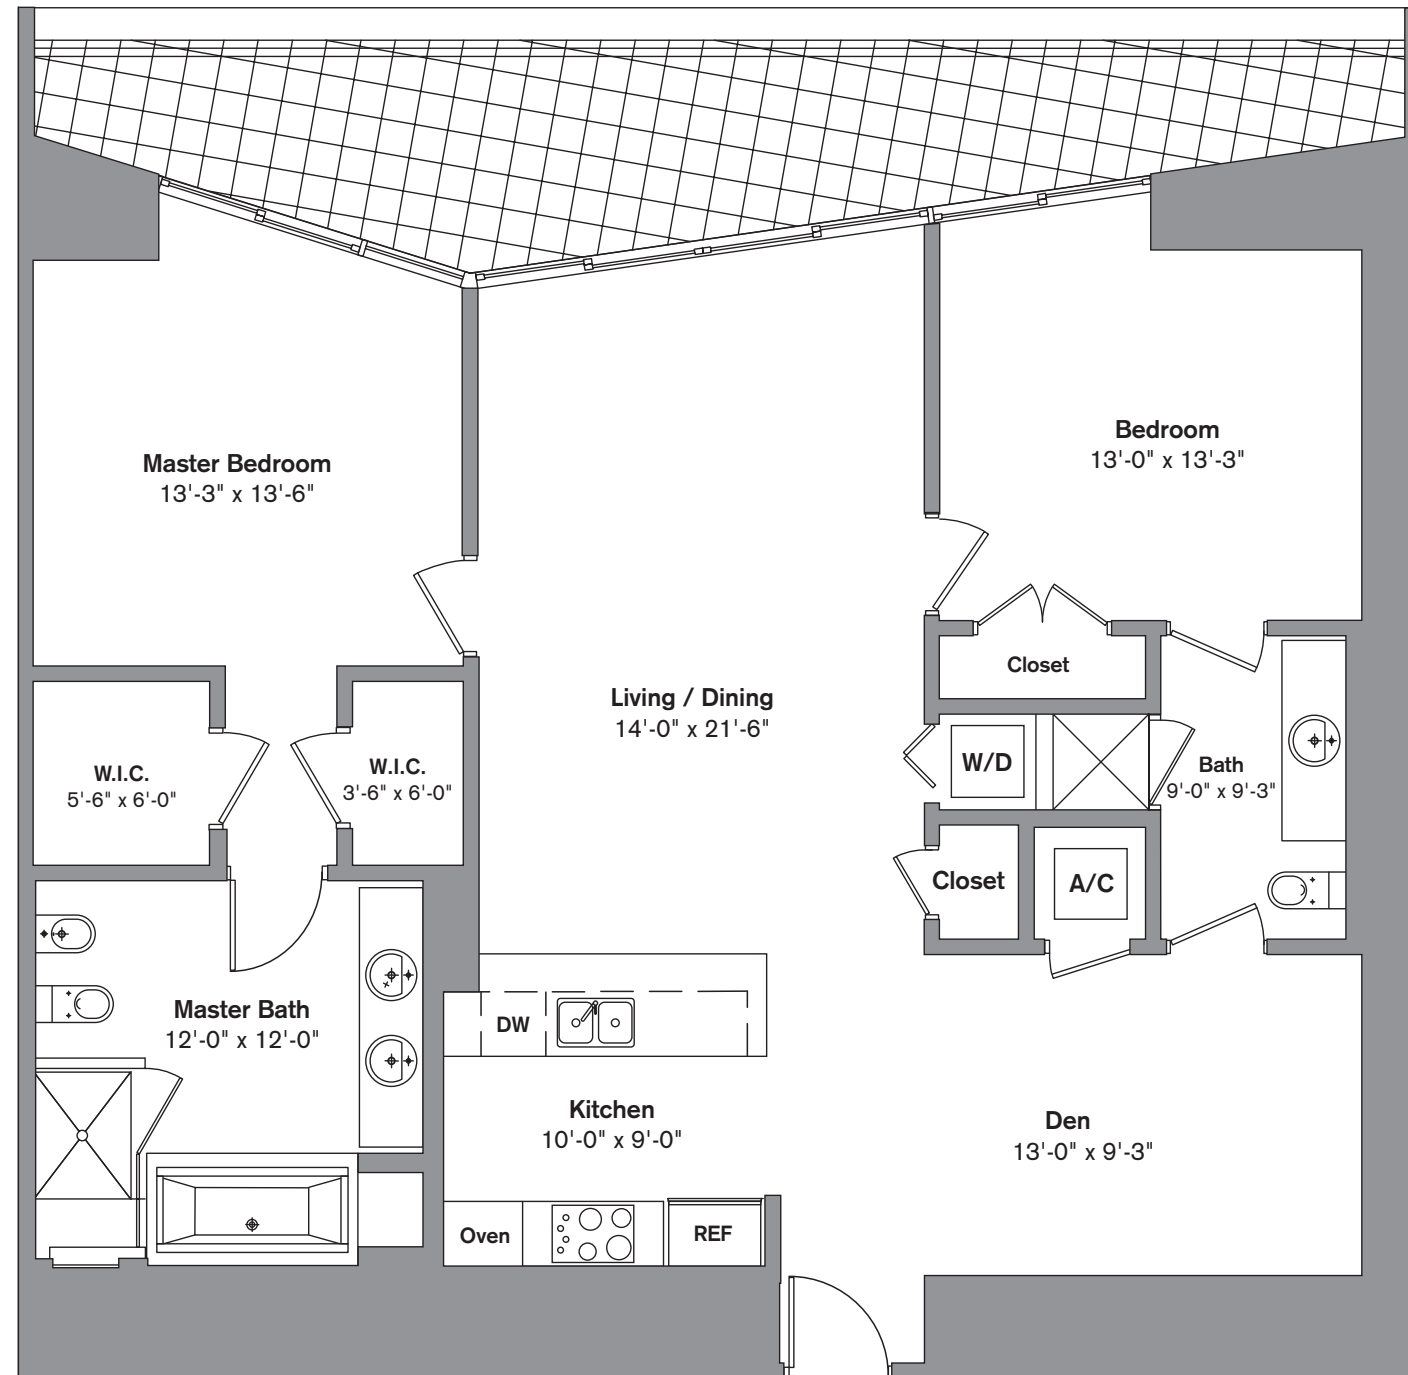 Bedroom
13'-0" x 13'-3"
Master Bedroom
13'-3" x 13'-6"
Closet
Living / Dining
14'-0" x 21'-6"
W.I.C.
5'-6" x 6'-0"
W.I.C.
3'-6" x 6'-0"
W/D
Bath
9'-0" x 9'-3"
Closet
A/C
Master Bath
12'-0" x 12'-0"
DW
Kitchen
10'-0" x 9'-0"
Den
13'-0" x 9'-3"
Oven
REF